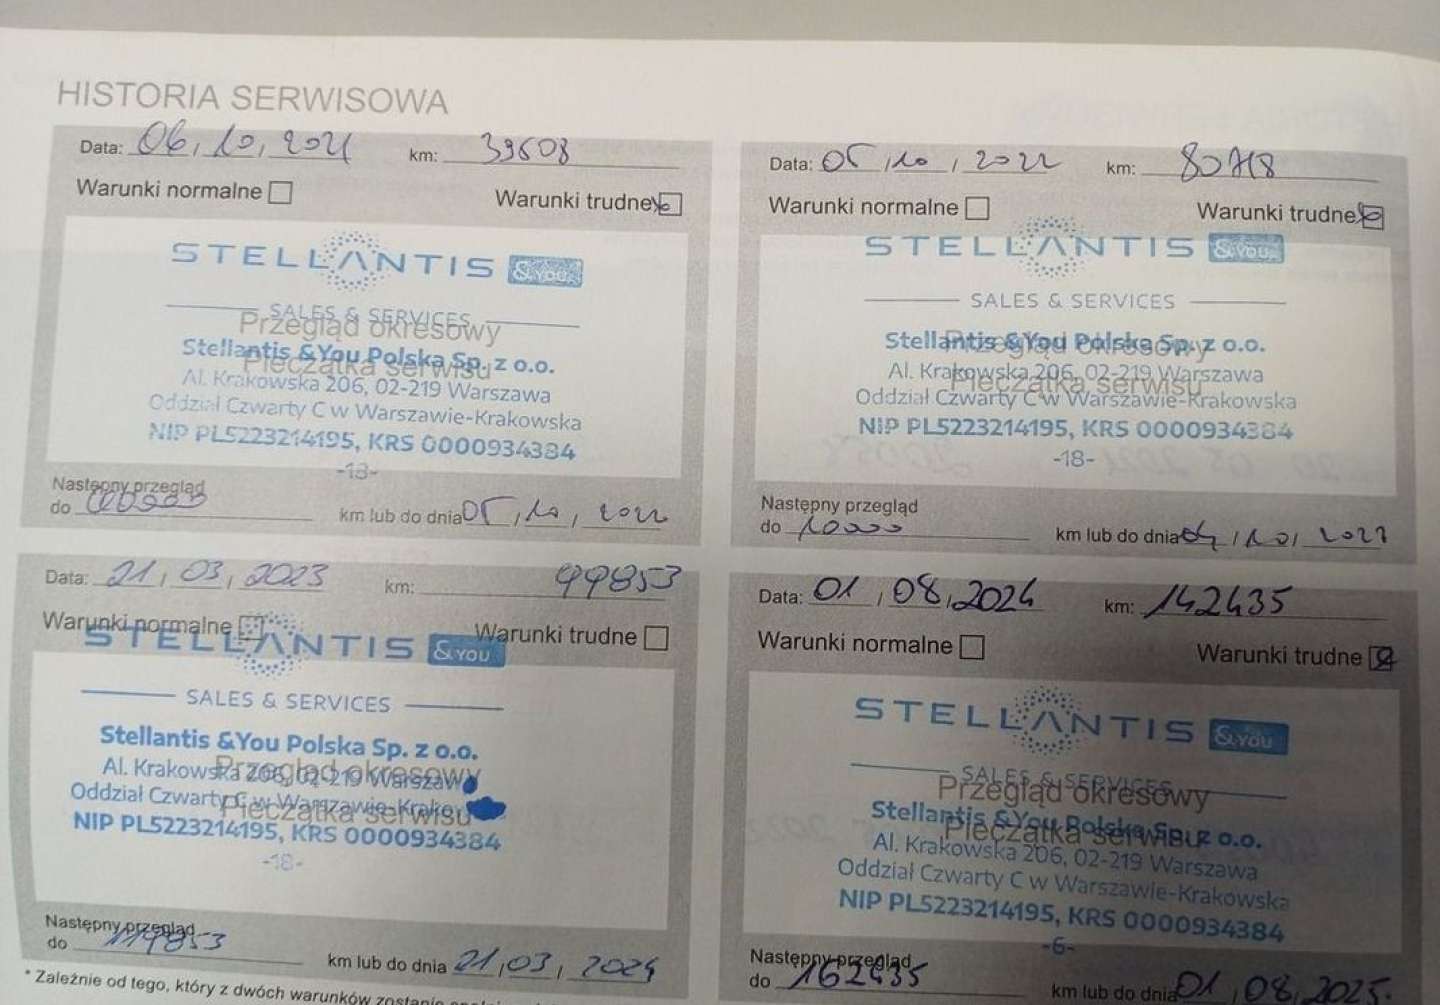 HISTORIA SERWISOWA
Data: 06, 10, 2021 km: 39608
Warunki normalne Warunki trudne
STELLANTIS &YOU
SALES & SERVICES
Przegląd okresowy
Stellantis &You Polska Sp. z o.o.
Pieczątka serwisu
Al. Krakowska 206, 02-219 Warszawa
Oddział Czwarty C w Warszawie-Krakowska
NIP PL5223214195, KRS 0000934384
Następny przegląd
do km lub do dnia 05, 10, 2022
Data: 05, 10, 2022 km: 80718
Warunki normalne Warunki trudne
STELLANTIS &YOU
SALES & SERVICES
Stellantis &You Polska Sp. z o.o.
Przegląd okresowy
Al. Krakowska 206, 02-219 Warszawa
Pieczątka serwisu
Oddział Czwarty C w Warszawie-Krakowska
NIP PL5223214195, KRS 0000934384
-18-
Następny przegląd
do 10000 km lub do dnia 04, 10, 2023
Data: 21, 03, 2023 km: 99853
Warunki normalne Warunki trudne
STELLANTIS &YOU
SALES & SERVICES
Stellantis &You Polska Sp. z o.o.
Al. Krakowska 206, 02-219 Warszaw
Przegląd okresowy
Oddział Czwarty C w Warszawie-Krakow
Pieczątka serwisu
NIP PL5223214195, KRS 0000934384
-18-
Następny przegląd
do 119853 km lub do dnia 21, 03, 2024
Data: 01, 08, 2024 km: 142435
Warunki normalne Warunki trudne
STELLANTIS &YOU
SALES & SERVICES
Przegląd okresowy
Stellantis &You Polska Sp. z o.o.
Pieczątka serwisu
Al. Krakowska 206, 02-219 Warszawa
Oddział Czwarty C w Warszawie-Krakowska
NIP PL5223214195, KRS 0000934384
-6-
Następny przegląd
do 162435 km lub do dnia 01, 08, 2025
* Zależnie od tego, który z dwóch warunków zostanie